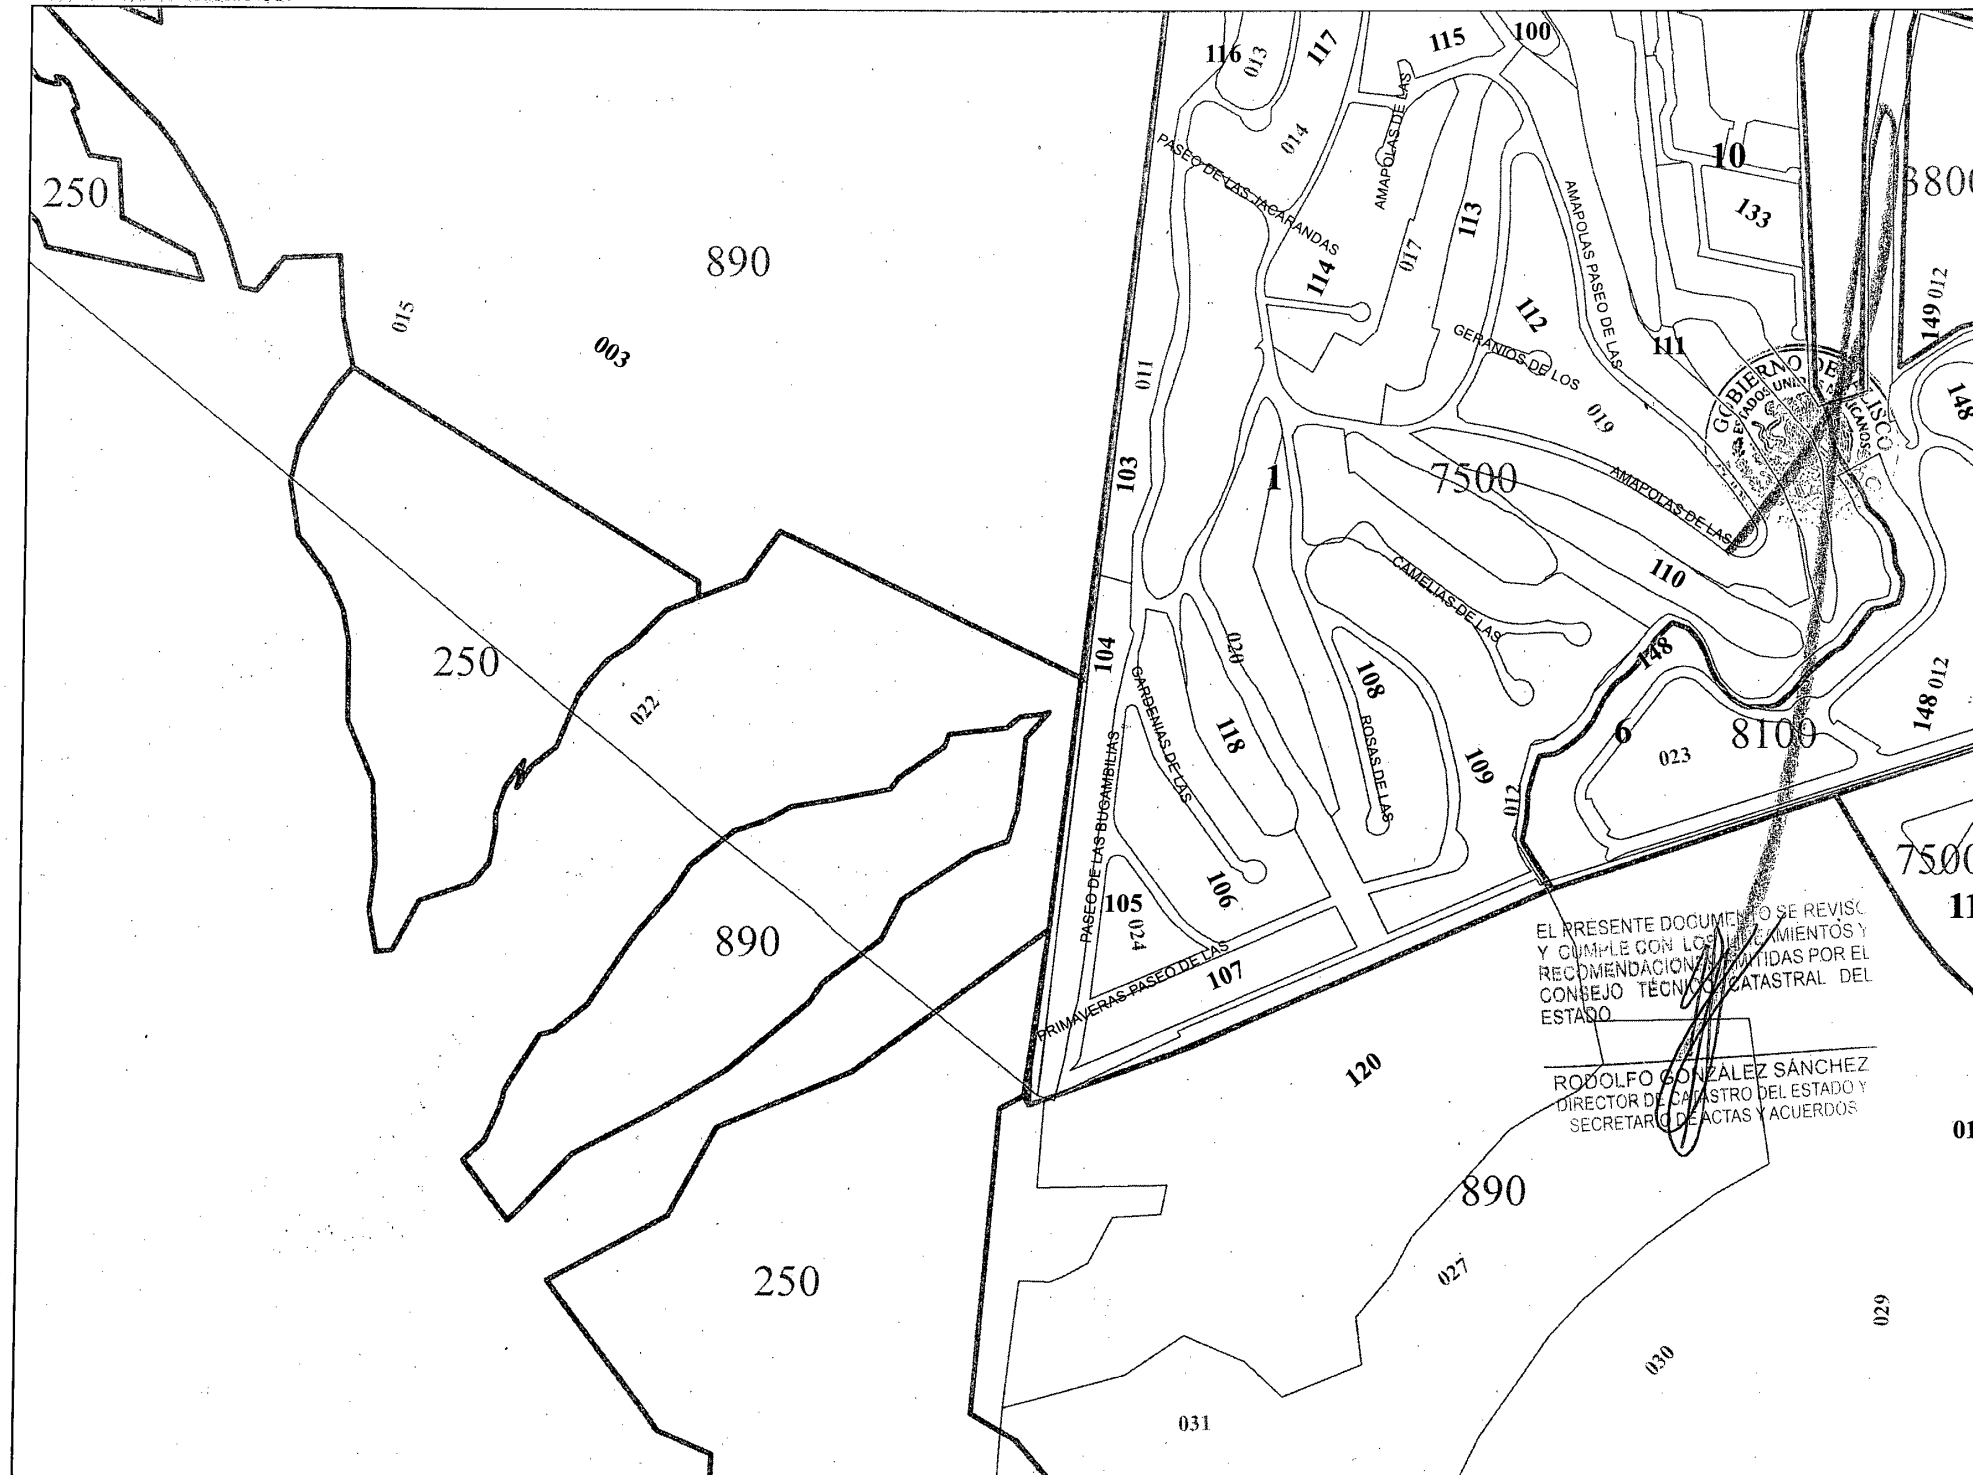 116
013
117
115
100
AMAPOLAS DE LAS
014
10
250
PASEO DE LAS JACARANDAS
133
8800
113
AMAPOLAS PASEO DE LAS
017
890
114
149 012
015
112
003
GERANIOS DE LOS
111
011
GOBIERNO DE JALISCO
ESTADOS UNIDOS MEXICANOS
148
019
103
1
7500
AMAPOLAS DE LAS
CAMELIAS DE LAS
110
250
104
020
148
022
108
148 012
GARDENIAS DE LAS
118
ROSAS DE LAS
6
8100
023
109
PASEO DE LAS BUGAMBILIAS
012
7500
106
105
024
11
890
EL PRESENTE DOCUMENTO SE REVISO
Y CUMPLE CON LOS LINEAMIENTOS Y
RECOMENDACIONES EMITIDAS POR EL
CONSEJO TÉCNICO CATASTRAL DEL
ESTADO
PRIMAVERAS PASEO DE LAS
107
120
RODOLFO GONZÁLEZ SÁNCHEZ
DIRECTOR DE CATASTRO DEL ESTADO Y
SECRETARIO DE ACTAS Y ACUERDOS
01
890
250
027
029
030
031